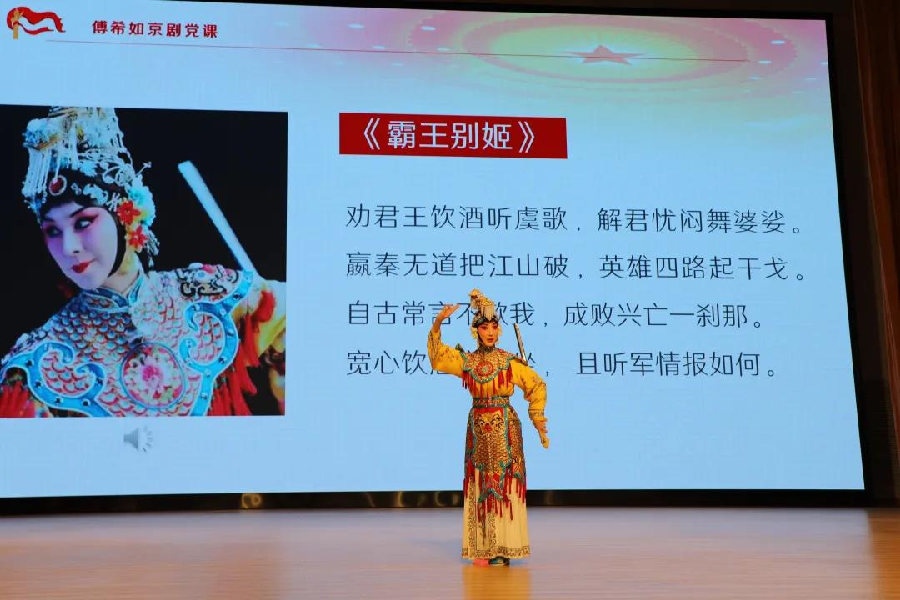 傅希如京剧党课
《霸王别姬》
劝君王饮酒听虞歌，解君忧闷舞婆娑。
嬴秦无道把江山破，英雄四路起干戈。
自古常言不欺我，成败兴亡一刹那。
宽心饮酒 ，且听军情报如何。